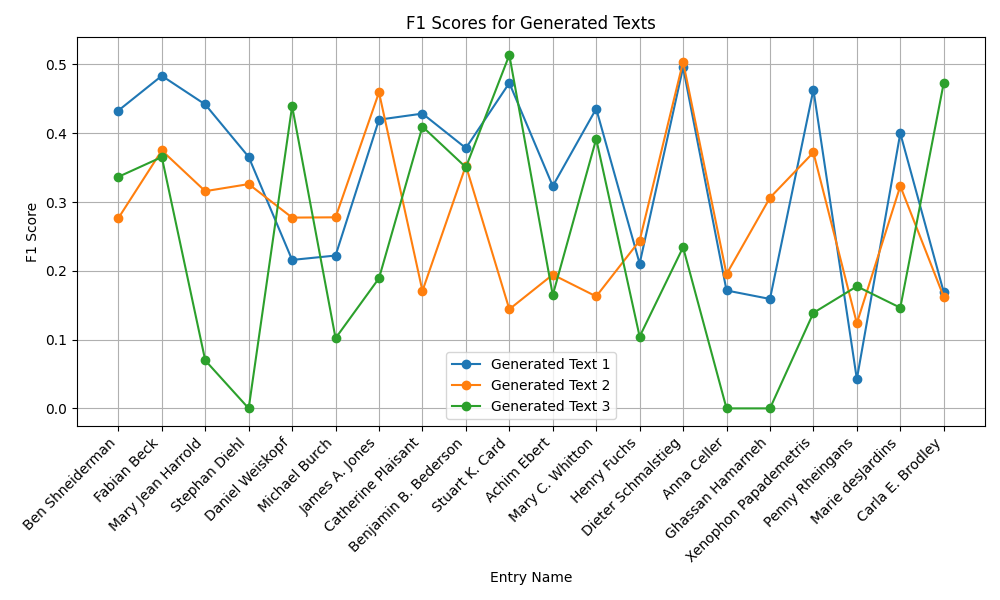 F1 Scores for Generated Texts
F1 Score
0.5
0.4
0.3
0.2
0.1
0.0
Generated Text 1
Generated Text 2
Generated Text 3
Ben Shneiderman
Fabian Beck
Mary Jean Harrold
Stephan Diehl
Daniel Weiskopf
Michael Burch
James A. Jones
Catherine Plaisant
Benjamin B. Bederson
Stuart K. Card
Achim Ebert
Mary C. Whitton
Henry Fuchs
Dieter Schmalstieg
Anna Celler
Ghassan Hamarneh
Xenophon Papademetris
Penny Rheingans
Marie desJardins
Carla E. Brodley
Entry Name